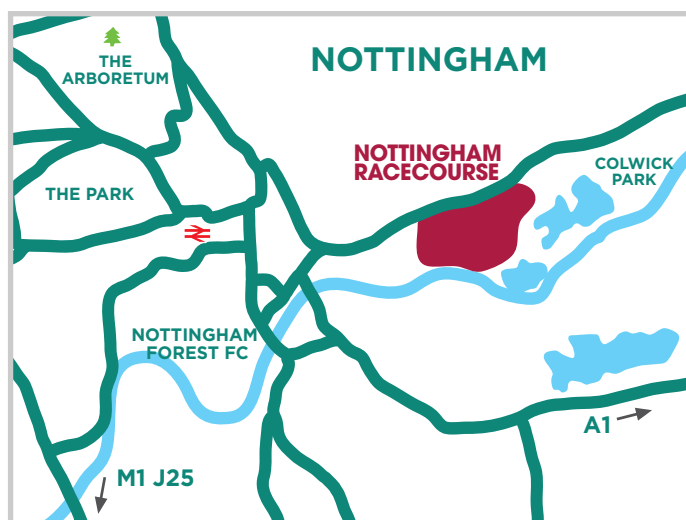 THE
ARBORETUM
NOTTINGHAM
NOTTINGHAM
RACECOURSE
COLWICK
PARK
THE PARK
NOTTINGHAM
FOREST FC
A1
M1 J25